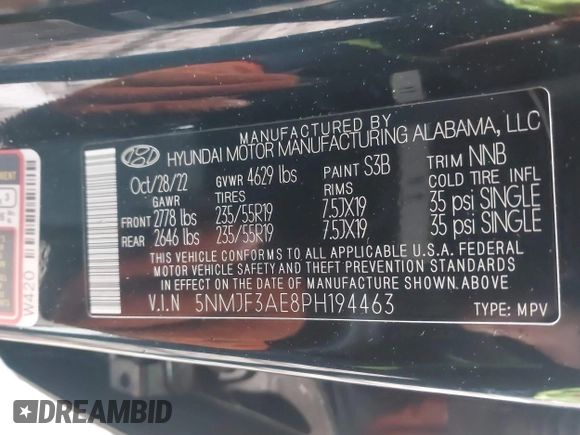 MANUFACTURED BY
HYUNDAI MOTOR MANUFACTURING ALABAMA, LLC
Oct/28/22 GVWR 4629 lbs PAINT S3B TRIM NNB
GAWR TIRES RIMS COLD TIRE INFL
FRONT 2778 lbs 235/55R19 7.5JX19 35 psi SINGLE
REAR 2646 lbs 235/55R19 7.5JX19 35 psi SINGLE
THIS VEHICLE CONFORMS TO ALL APPLICABLE U.S.A. FEDERAL
MOTOR VEHICLE SAFETY AND THEFT PREVENTION STANDARDS
IN EFFECT ON THE DATE OF MANUFACTURE SHOWN ABOVE.
V.I.N 5NMJF3AE8PH194463 TYPE: MPV
W420
DREAMBID